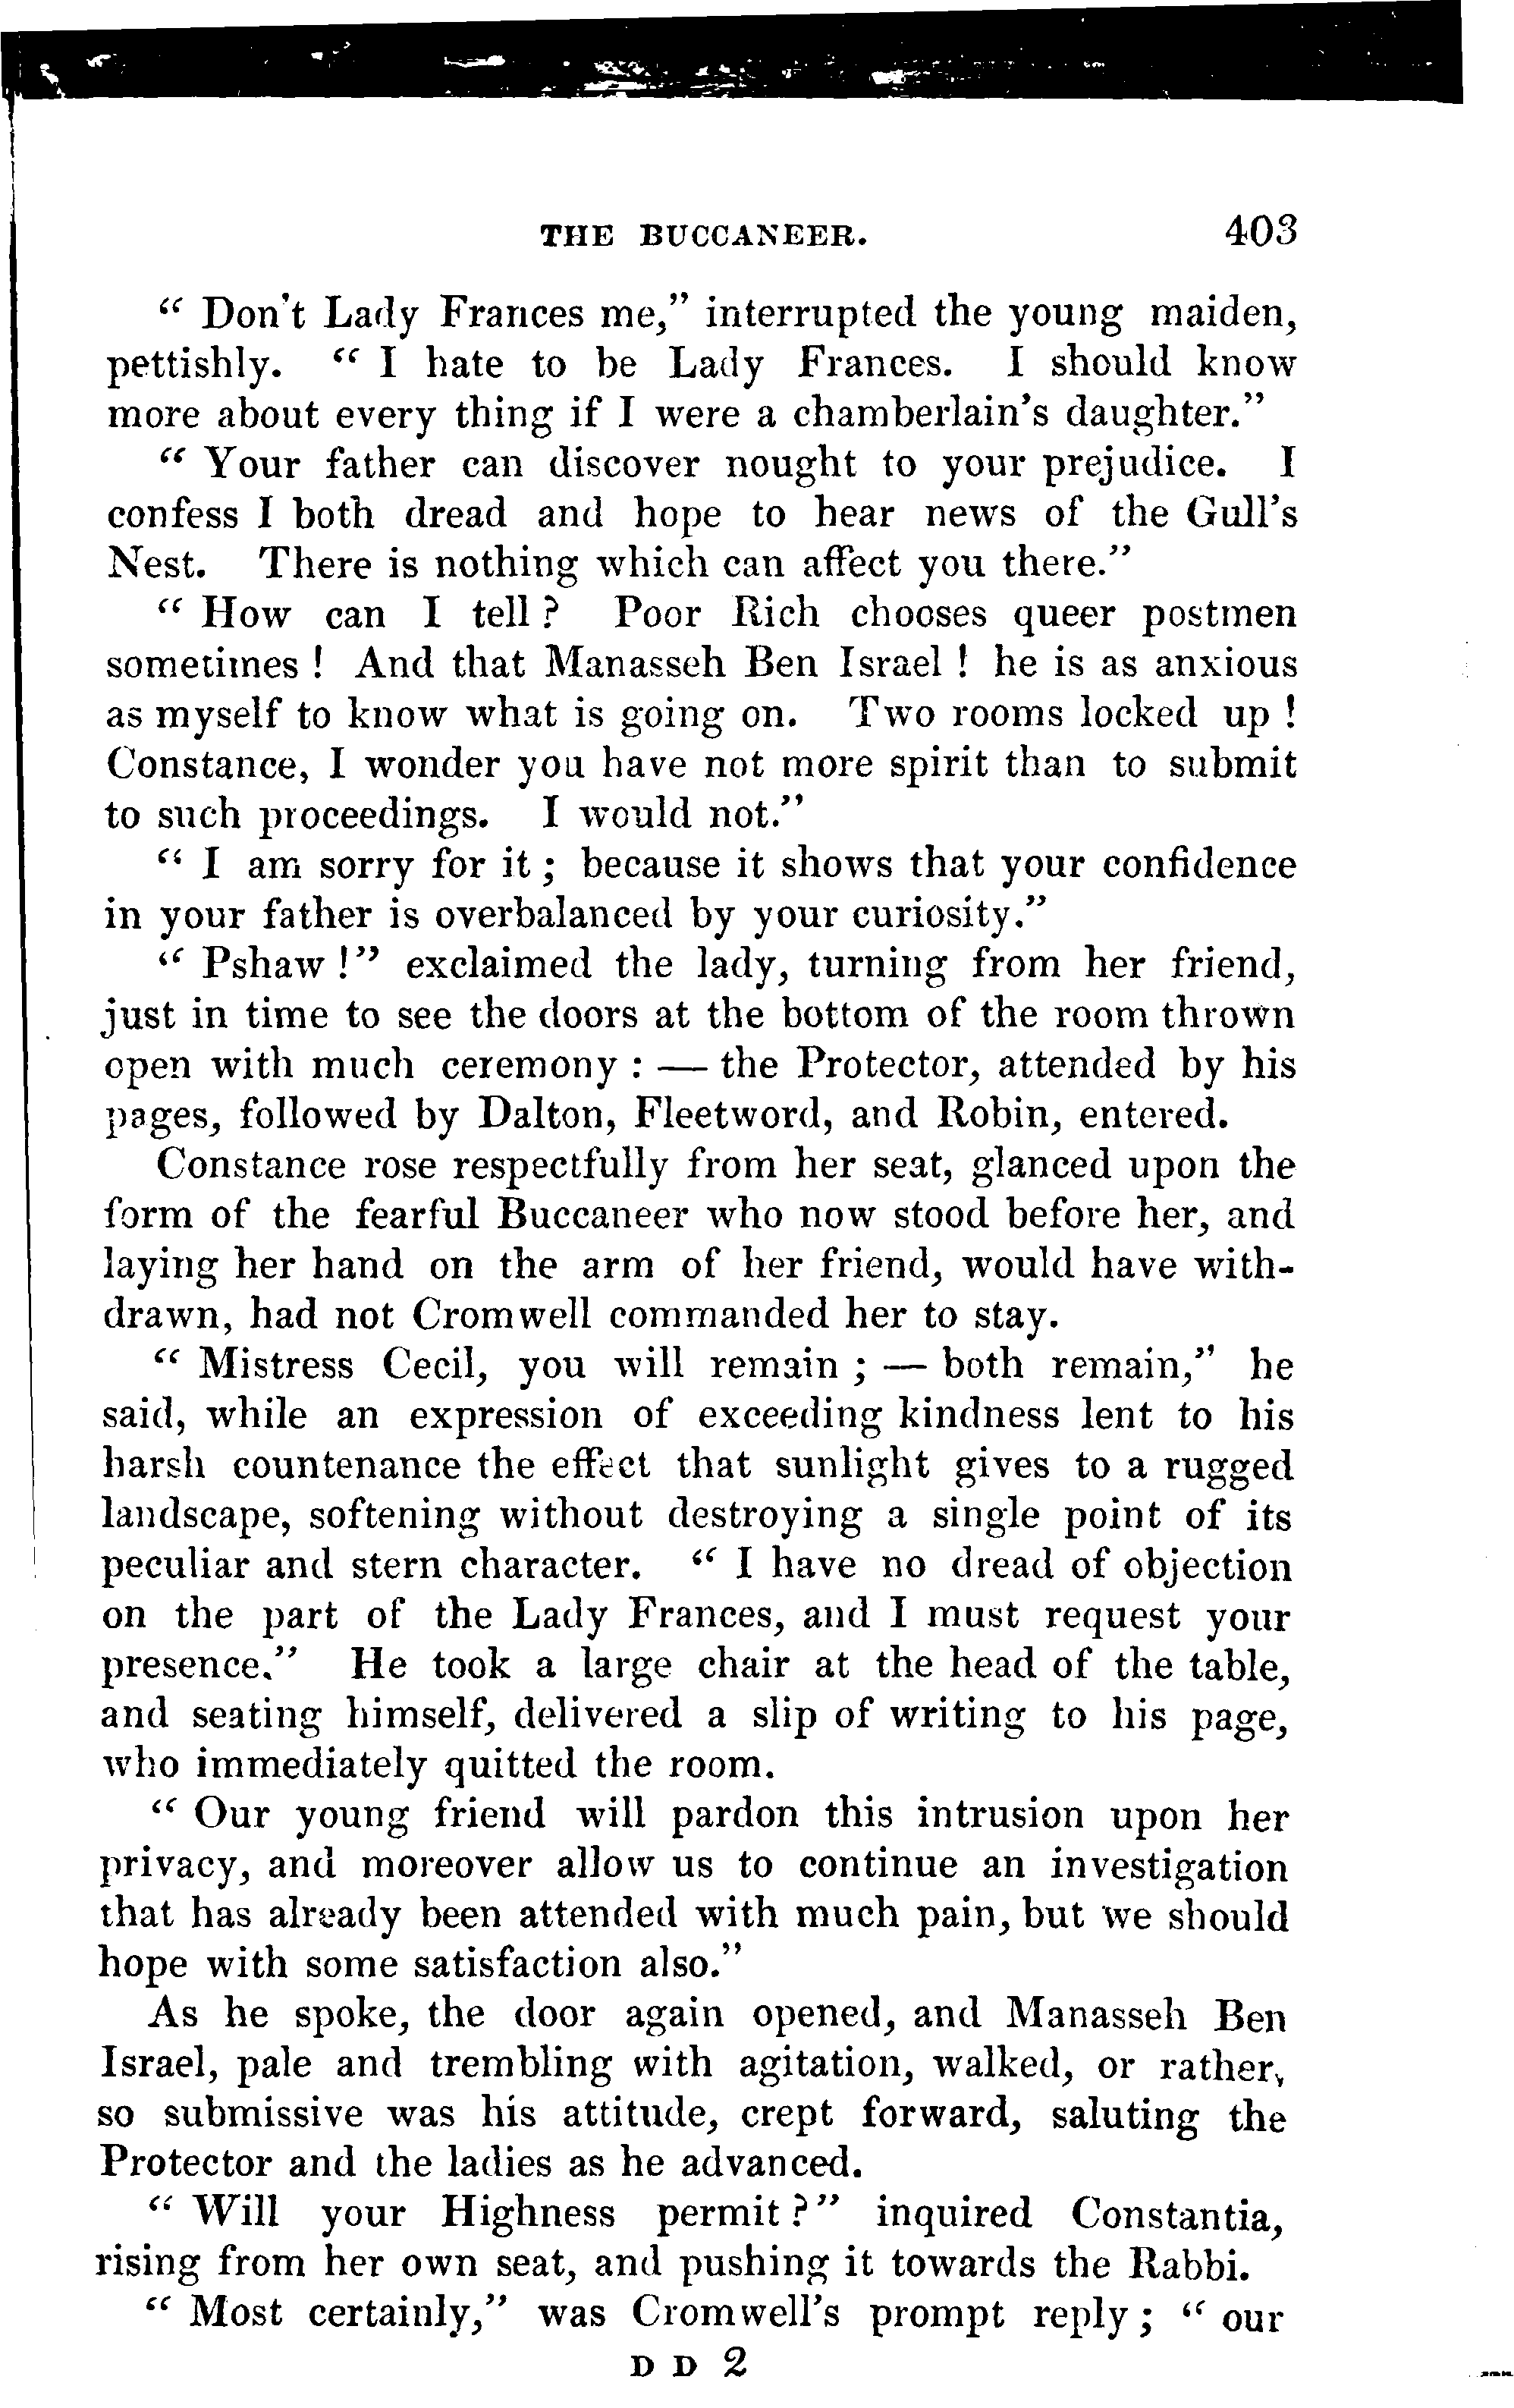 THE BUCCANEER. 403
“ Don't Lady Frances me,” interrupted the young maiden,
pettishly. “ I hate to be Lady Frances. I should know
more about every thing if I were a chamberlain's daughter.”
“ Your father can discover nought to your prejudice. I
confess I both dread and hope to hear news of the Gull's
Nest. There is nothing which can affect you there.”
“ How can I tell ? Poor Rich chooses queer postmen
sometimes ! And that Manasseh Ben Israel ! he is as anxious
as myself to know what is going on. Two rooms locked up !
Constance, I wonder you have not more spirit than to submit
to such proceedings. I would not.”
“ I am sorry for it ; because it shows that your confidence
in your father is overbalanced by your curiosity.”
“ Pshaw !” exclaimed the lady, turning from her friend,
just in time to see the doors at the bottom of the room thrown
open with much ceremony : — the Protector, attended by his
pages, followed by Dalton, Fleetword, and Robin, entered.
Constance rose respectfully from her seat, glanced upon the
form of the fearful Buccaneer who now stood before her, and
laying her hand on the arm of her friend, would have with-
drawn, had not Cromwell commanded her to stay.
“ Mistress Cecil, you will remain ; — both remain,” he
said, while an expression of exceeding kindness lent to his
harsh countenance the effect that sunlight gives to a rugged
landscape, softening without destroying a single point of its
peculiar and stern character. “ I have no dread of objection
on the part of the Lady Frances, and I must request your
presence.” He took a large chair at the head of the table,
and seating himself, delivered a slip of writing to his page,
who immediately quitted the room.
“ Our young friend will pardon this intrusion upon her
privacy, and moreover allow us to continue an investigation
that has already been attended with much pain, but we should
hope with some satisfaction also.”
As he spoke, the door again opened, and Manasseh Ben
Israel, pale and trembling with agitation, walked, or rather,
so submissive was his attitude, crept forward, saluting the
Protector and the ladies as he advanced.
“ Will your Highness permit ?” inquired Constantia,
rising from her own seat, and pushing it towards the Rabbi.
“ Most certainly,” was Cromwell's prompt reply ; “ our
D D 2